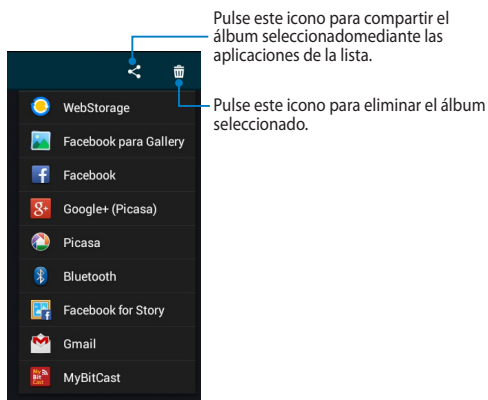 Pulse este icono para compartir el
álbum seleccionadomediante las
aplicaciones de la lista.
Pulse este icono para eliminar el álbum
seleccionado.
WebStorage
Facebook para Gallery
Facebook
Google+ (Picasa)
Picasa
Bluetooth
Facebook for Story
Gmail
MyBitCast